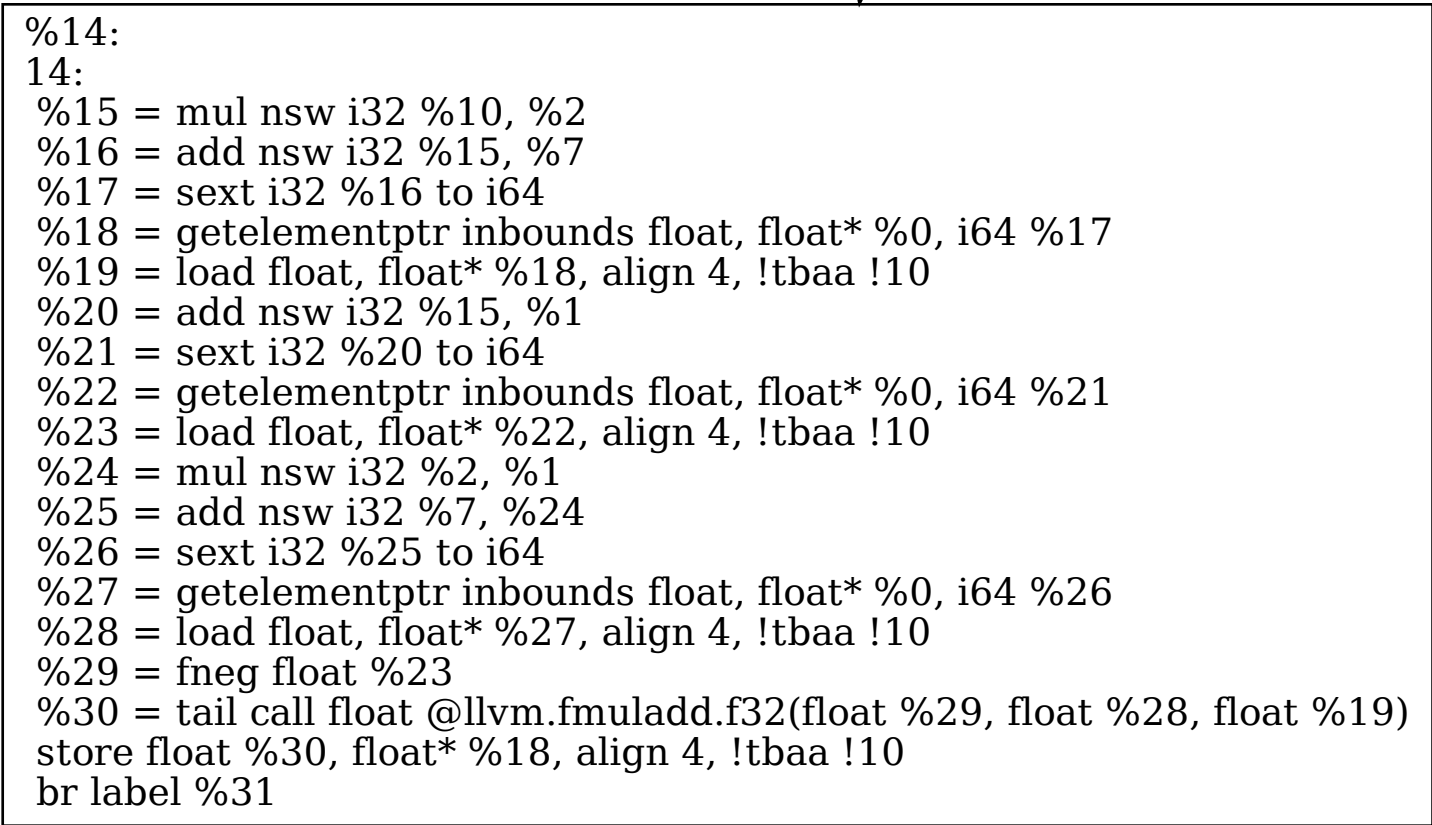 %14:
14:
%15 = mul nsw i32 %10, %2
%16 = add nsw i32 %15, %7
%17 = sext i32 %16 to i64
%18 = getelementptr inbounds float, float* %0, i64 %17
%19 = load float, float* %18, align 4, !tbaa !10
%20 = add nsw i32 %15, %1
%21 = sext i32 %20 to i64
%22 = getelementptr inbounds float, float* %0, i64 %21
%23 = load float, float* %22, align 4, !tbaa !10
%24 = mul nsw i32 %2, %1
%25 = add nsw i32 %7, %24
%26 = sext i32 %25 to i64
%27 = getelementptr inbounds float, float* %0, i64 %26
%28 = load float, float* %27, align 4, !tbaa !10
%29 = fneg float %23
%30 = tail call float @llvm.fmuladd.f32(float %29, float %28, float %19)
store float %30, float* %18, align 4, !tbaa !10
br label %31